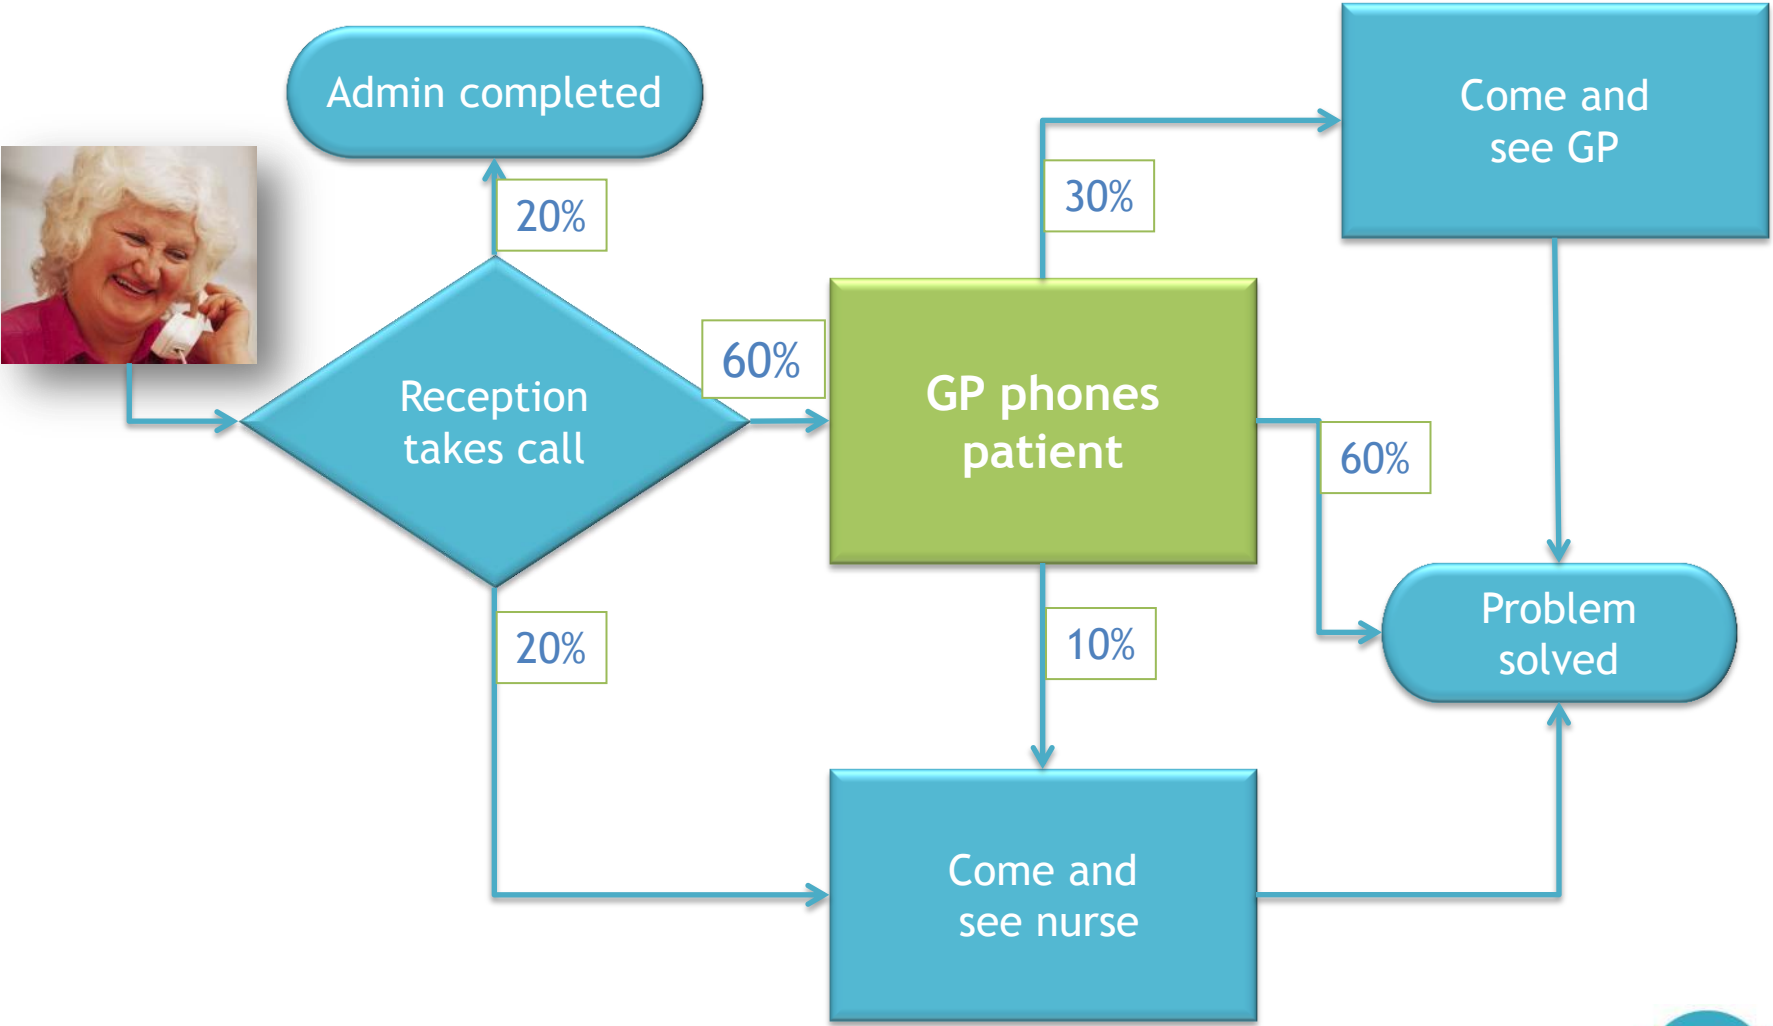 Admin completed
20%
Reception
takes call
60%
20%
GP phones
patient
30%
60%
10%
Come and
see GP
Problem
solved
Come and
see nurse